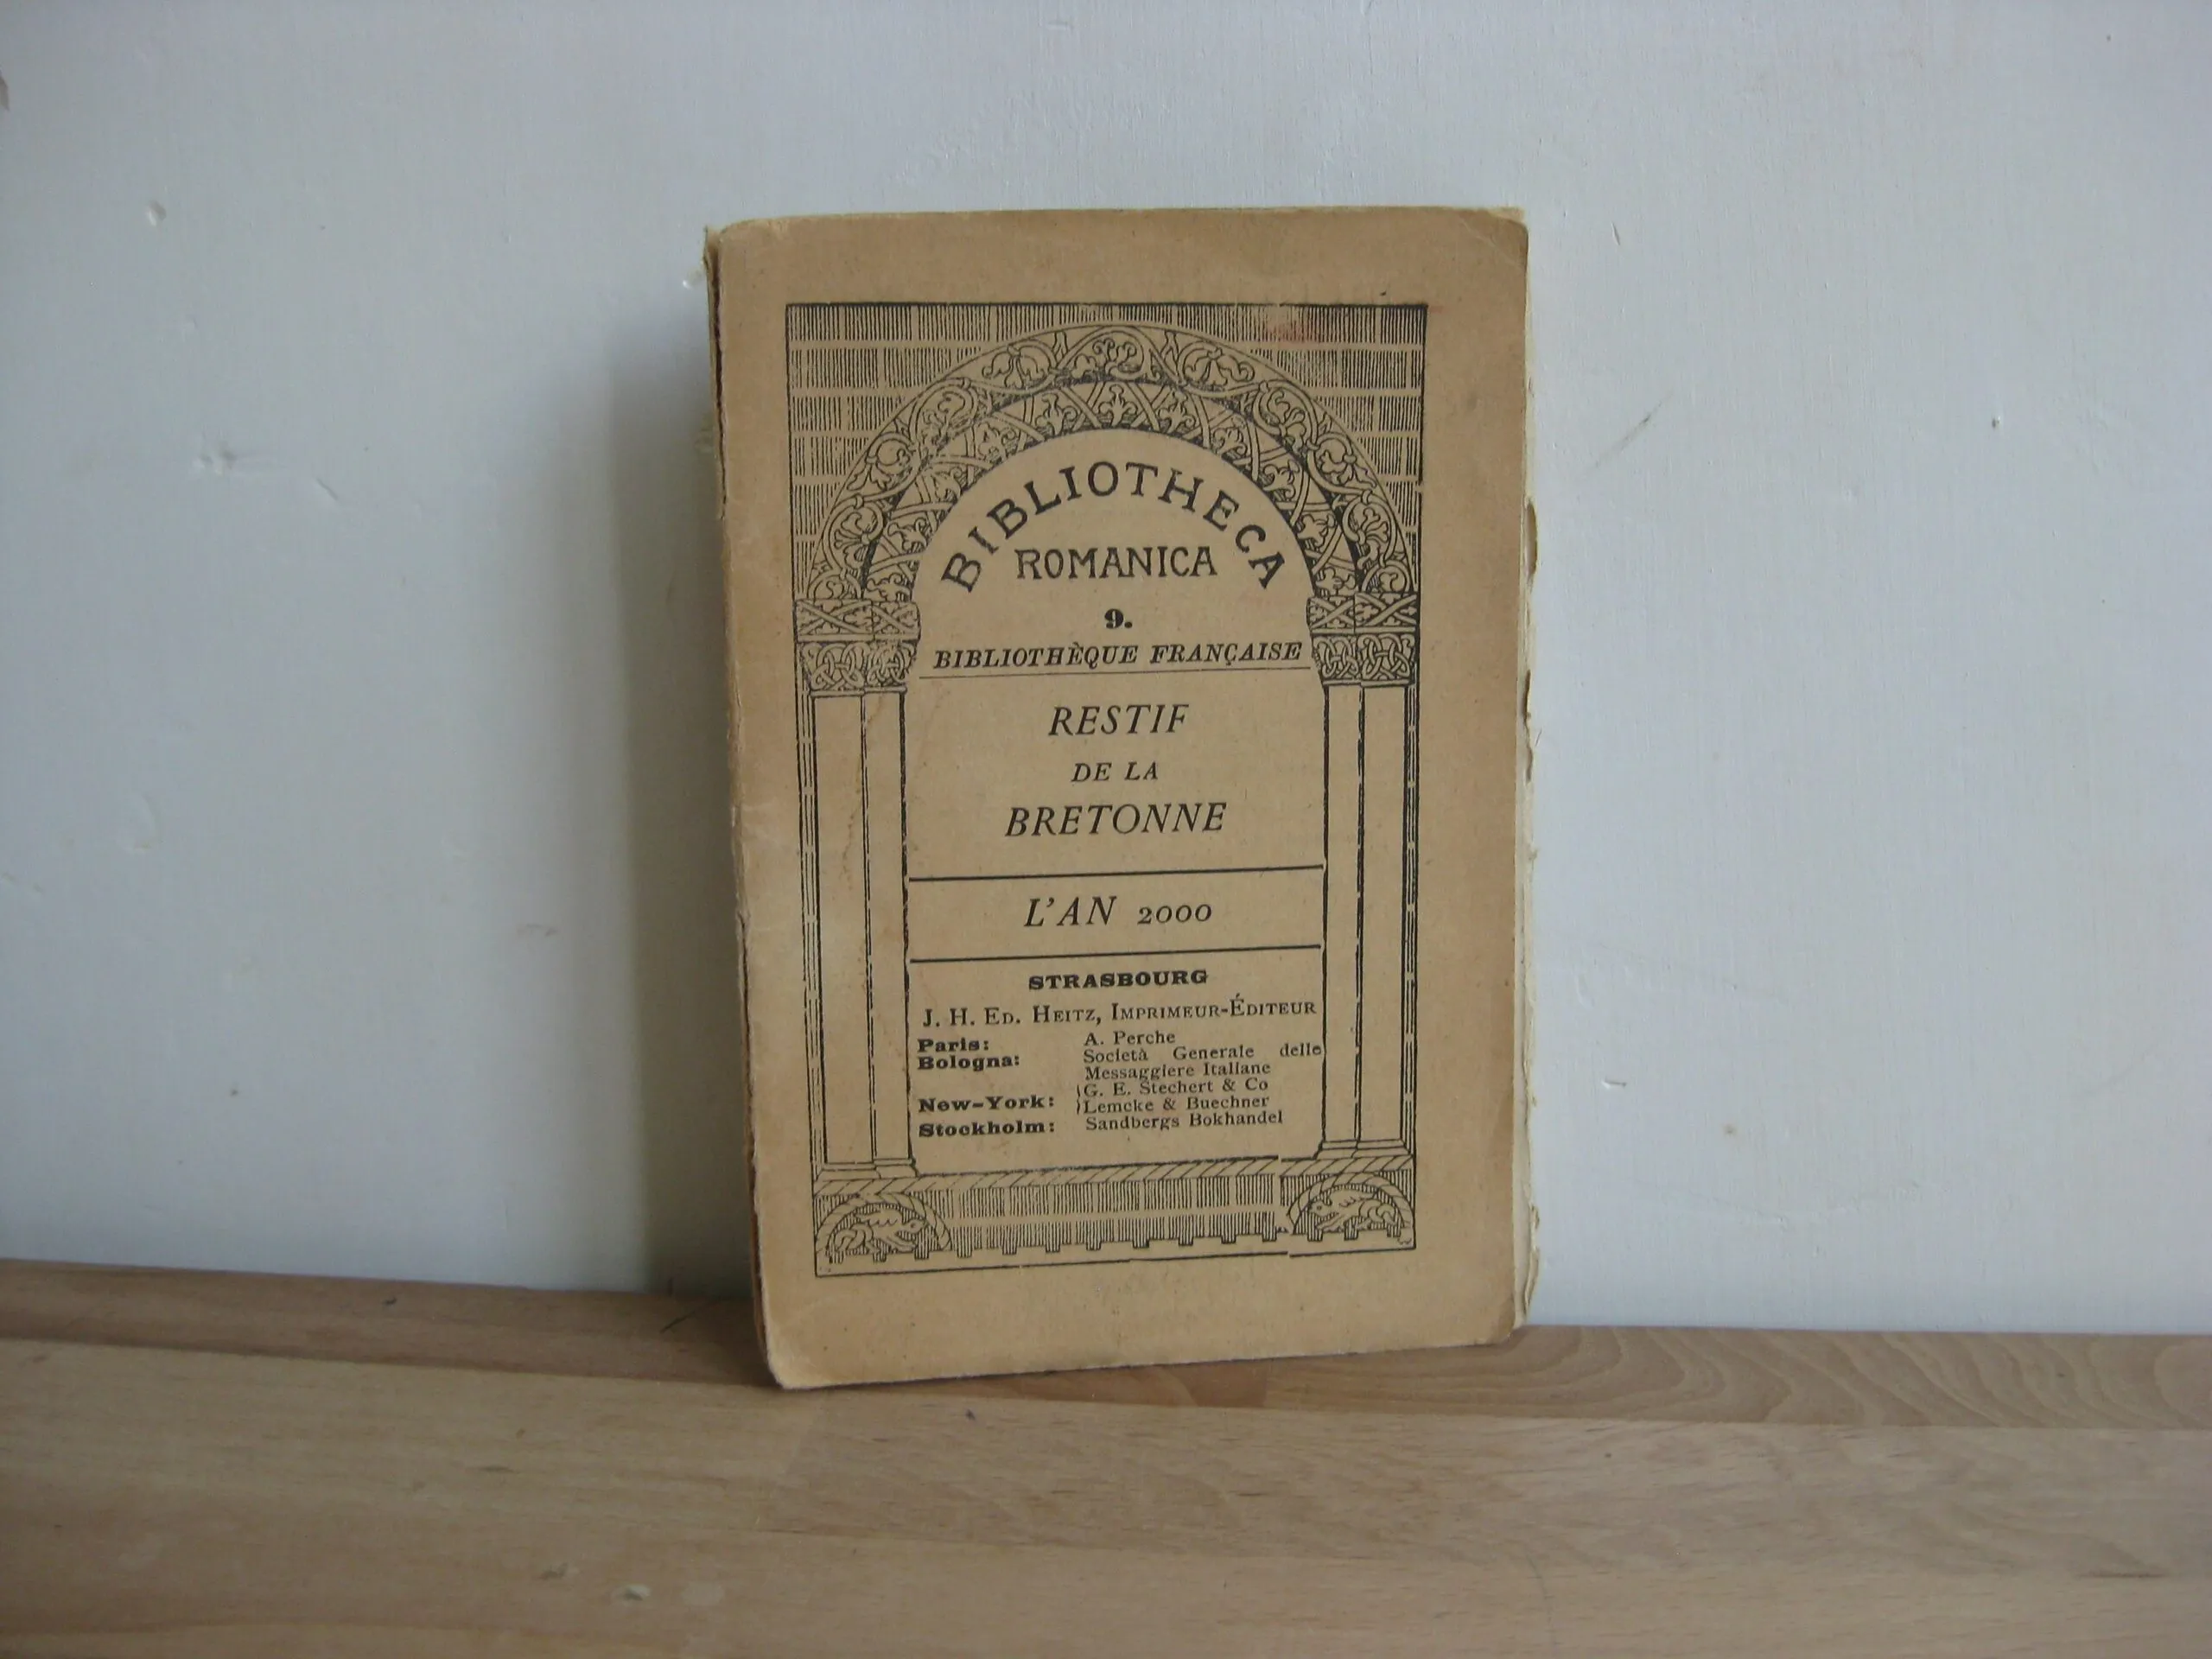 BIBLIOTHECA
ROMANICA
9.
BIBLIOTHÈQUE FRANÇAISE
RESTIF
DE LA
BRETONNE
L'AN 2000
STRASBOURG
J. H. ED. HEITZ, IMPRIMEUR-ÉDITEUR
Paris: A. Perche
Bologna: Società Generale delle
Messaggiere Italiane
G. E. Stechert & Co
New-York: Lemcke & Buechner
Stockholm: Sandbergs Bokhandel